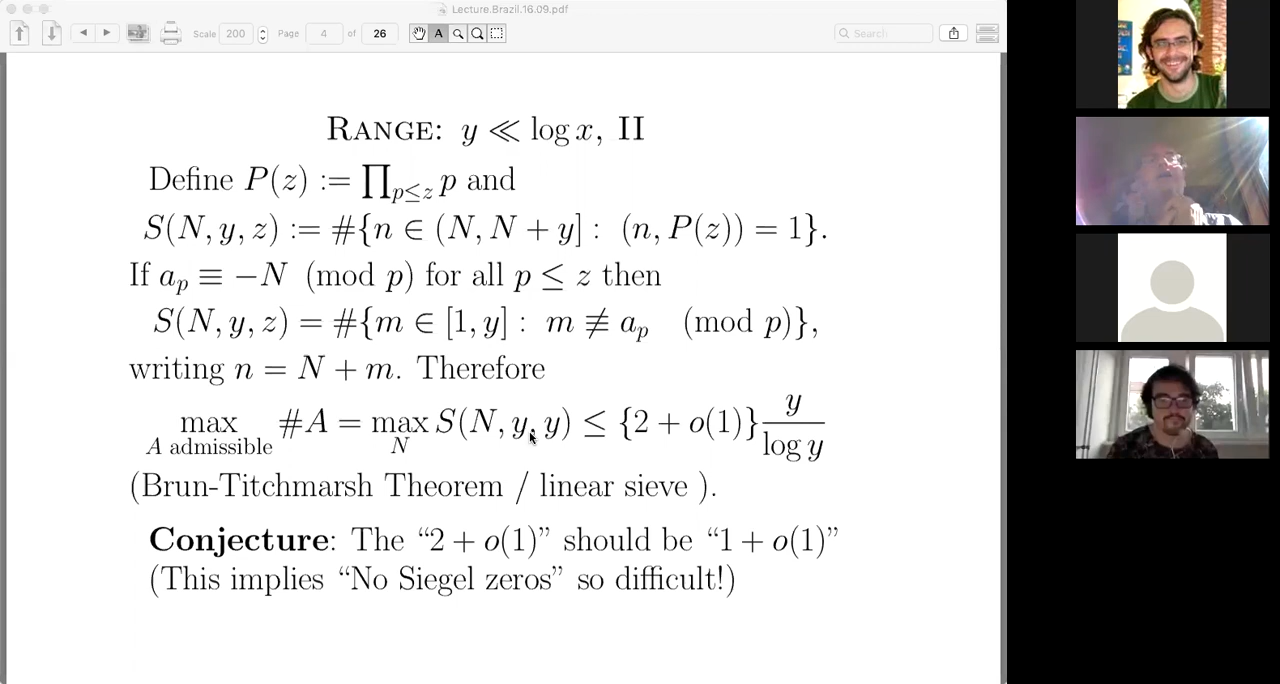 Lecture.Brazil.16.09.pdf
Scale 200 Page 4 of 26 A Search
RANGE: y ≪ log x, II
Define P(z) := ∏_{p≤z} p and
S(N, y, z) := #{n ∈ (N, N + y] : (n, P(z)) = 1}.
If a_p ≡ −N (mod p) for all p ≤ z then
S(N, y, z) = #{m ∈ [1, y] : m ≢ a_p (mod p)},
writing n = N + m. Therefore
max_{A admissible} #A = max_N S(N, y, y) ≤ {2 + o(1)} y/log y
(Brun-Titchmarsh Theorem / linear sieve ).
Conjecture: The “2 + o(1)” should be “1 + o(1)”
(This implies “No Siegel zeros” so difficult!)